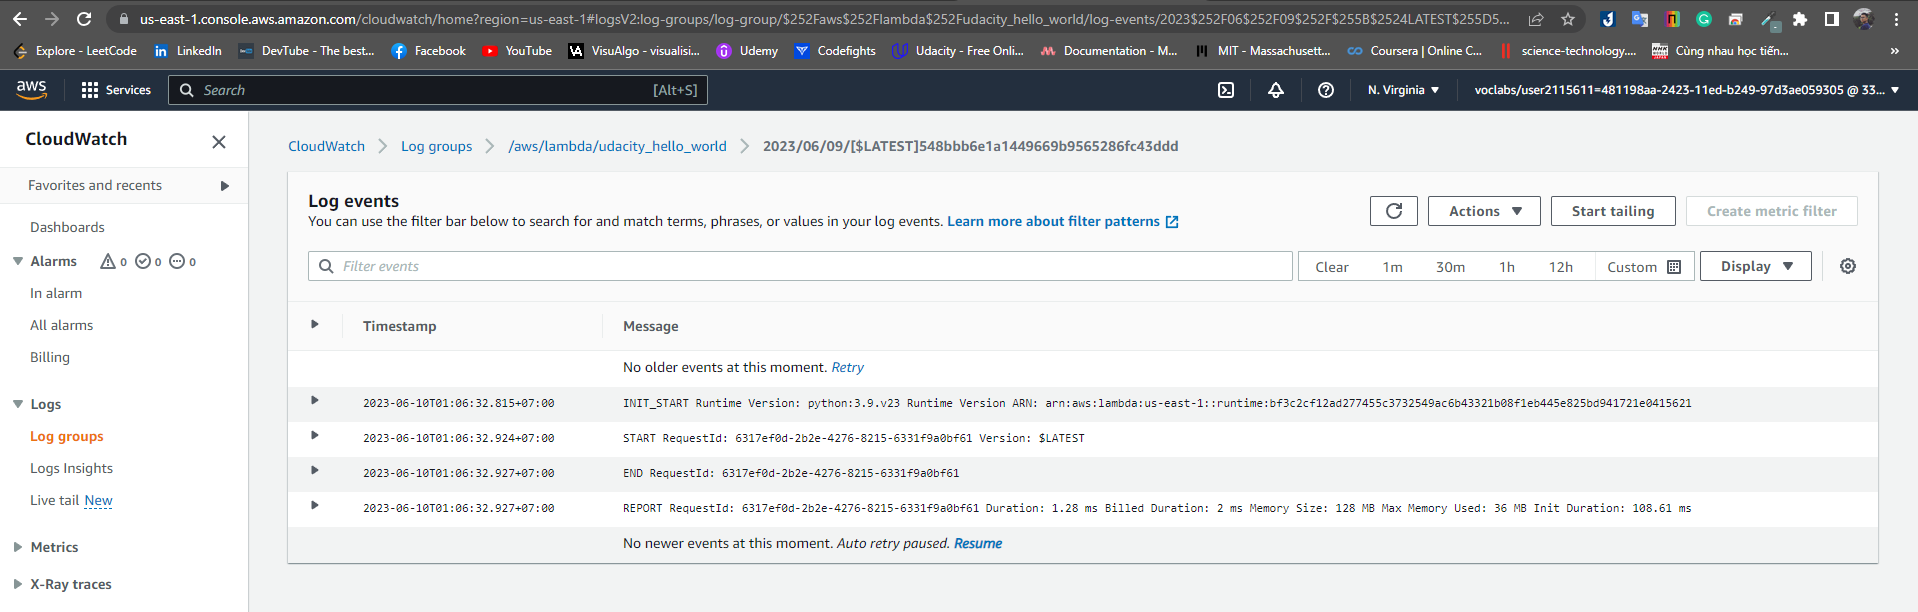 us-east-1.console.aws.amazon.com/cloudwatch/home?region=us-east-1#logsV2:log-groups/log-group/$252Faws$252Flambda$252Fudacity_hello_world/log-events/2023$252F06$252F09$252F$255B$2524LATEST$255D5...
Explore - LeetCode LinkedIn DevTube - The best... Facebook YouTube VisuAlgo - visualisi... Udemy Codefights Udacity - Free Onli... Documentation - M... MIT - Massachusett... Coursera | Online C... science-technology.... Cùng nhau học tiến... »
aws Services Search [Alt+S] N. Virginia voclabs/user2115611=481198aa-2423-11ed-b249-97d3ae059305 @ 33...
CloudWatch
Favorites and recents
Dashboards
Alarms 0 0 0
In alarm
All alarms
Billing
Logs
Log groups
Logs Insights
Live tail New
Metrics
X-Ray traces
CloudWatch Log groups /aws/lambda/udacity_hello_world 2023/06/09/[$LATEST]548bbb6e1a1449669b9565286fc43ddd
Log events
You can use the filter bar below to search for and match terms, phrases, or values in your log events. Learn more about filter patterns
Actions Start tailing Create metric filter
Filter events Clear 1m 30m 1h 12h Custom Display
Timestamp Message
No older events at this moment. Retry
2023-06-10T01:06:32.815+07:00 INIT_START Runtime Version: python:3.9.v23 Runtime Version ARN: arn:aws:lambda:us-east-1::runtime:bf3c2cf12ad277455c3732549ac6b43321b08f1eb445e825bd941721e0415621
2023-06-10T01:06:32.924+07:00 START RequestId: 6317ef0d-2b2e-4276-8215-6331f9a0bf61 Version: $LATEST
2023-06-10T01:06:32.927+07:00 END RequestId: 6317ef0d-2b2e-4276-8215-6331f9a0bf61
2023-06-10T01:06:32.927+07:00 REPORT RequestId: 6317ef0d-2b2e-4276-8215-6331f9a0bf61 Duration: 1.28 ms Billed Duration: 2 ms Memory Size: 128 MB Max Memory Used: 36 MB Init Duration: 108.61 ms
No newer events at this moment. Auto retry paused. Resume